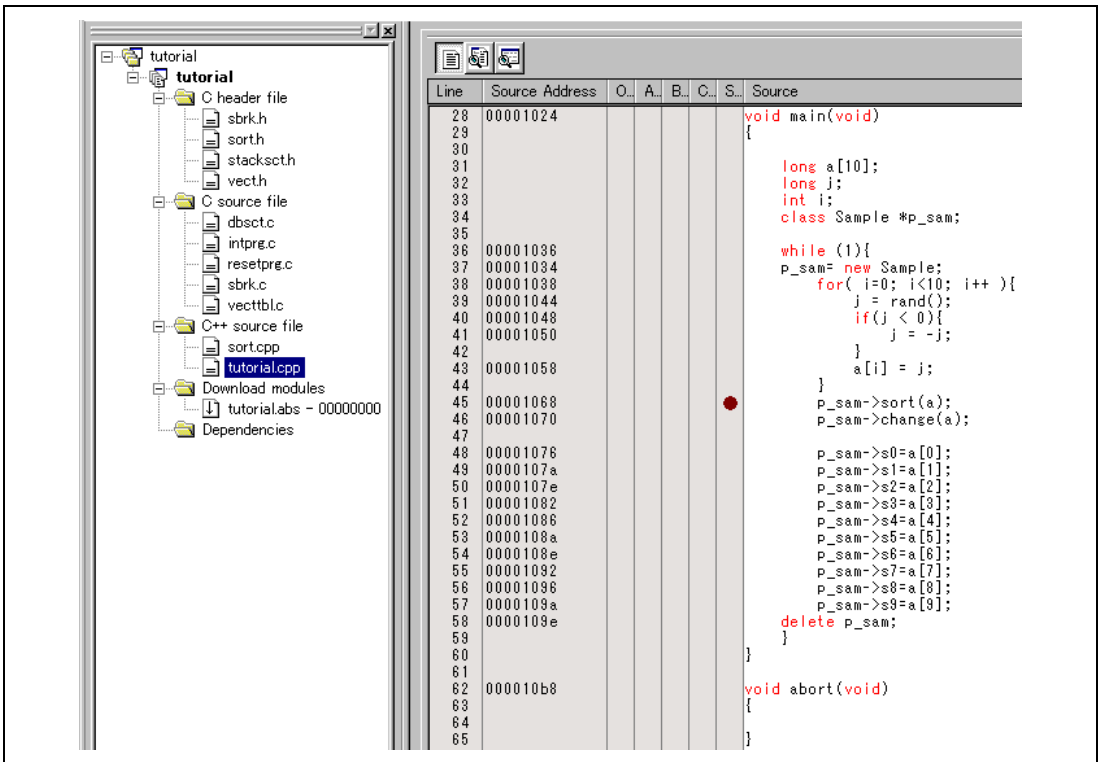 tutorial
tutorial
C header file
sbrk.h
sort.h
stacksct.h
vect.h
C source file
dbsct.c
intprg.c
resetprg.c
sbrk.c
vecttbl.c
C++ source file
sort.cpp
tutorial.cpp
Download modules
tutorial.abs - 00000000
Dependencies
Line Source Address O... A... B... C... S... Source
28 00001024 void main(void)
29 {
30
31 long a[10];
32 long j;
33 int i;
34 class Sample *p_sam;
35
36 00001036 while (1){
37 00001034 p_sam= new Sample;
38 00001038 for( i=0; i<10; i++ ){
39 00001044 j = rand();
40 00001048 if(j < 0){
41 00001050 j = -j;
42 }
43 00001058 a[i] = j;
44 }
45 00001068 p_sam->sort(a);
46 00001070 p_sam->change(a);
47
48 00001076 p_sam->s0=a[0];
49 0000107a p_sam->s1=a[1];
50 0000107e p_sam->s2=a[2];
51 00001082 p_sam->s3=a[3];
52 00001086 p_sam->s4=a[4];
53 0000108a p_sam->s5=a[5];
54 0000108e p_sam->s6=a[6];
55 00001092 p_sam->s7=a[7];
56 00001096 p_sam->s8=a[8];
57 0000109a p_sam->s9=a[9];
58 0000109e delete p_sam;
59 }
60 }
61
62 000010b8 void abort(void)
63 {
64
65 }